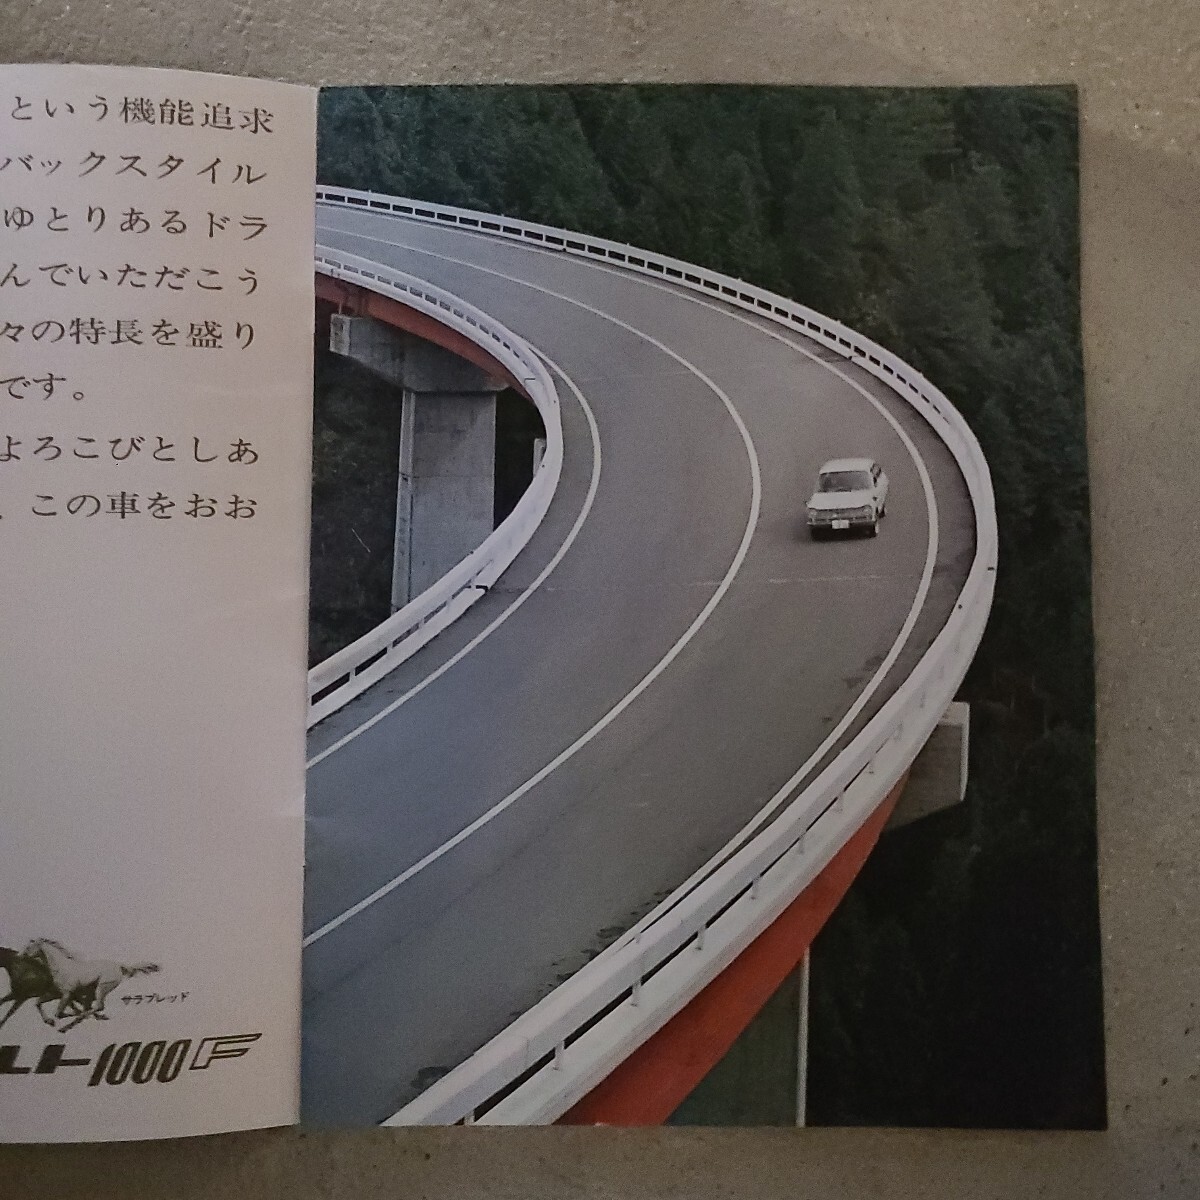 という機能追求
バックスタイル
ゆとりあるドラ
んでいただこう
々の特長を盛り
です。
よろこびとしあ
、この車をおお
サラブレッド
ルト1000F